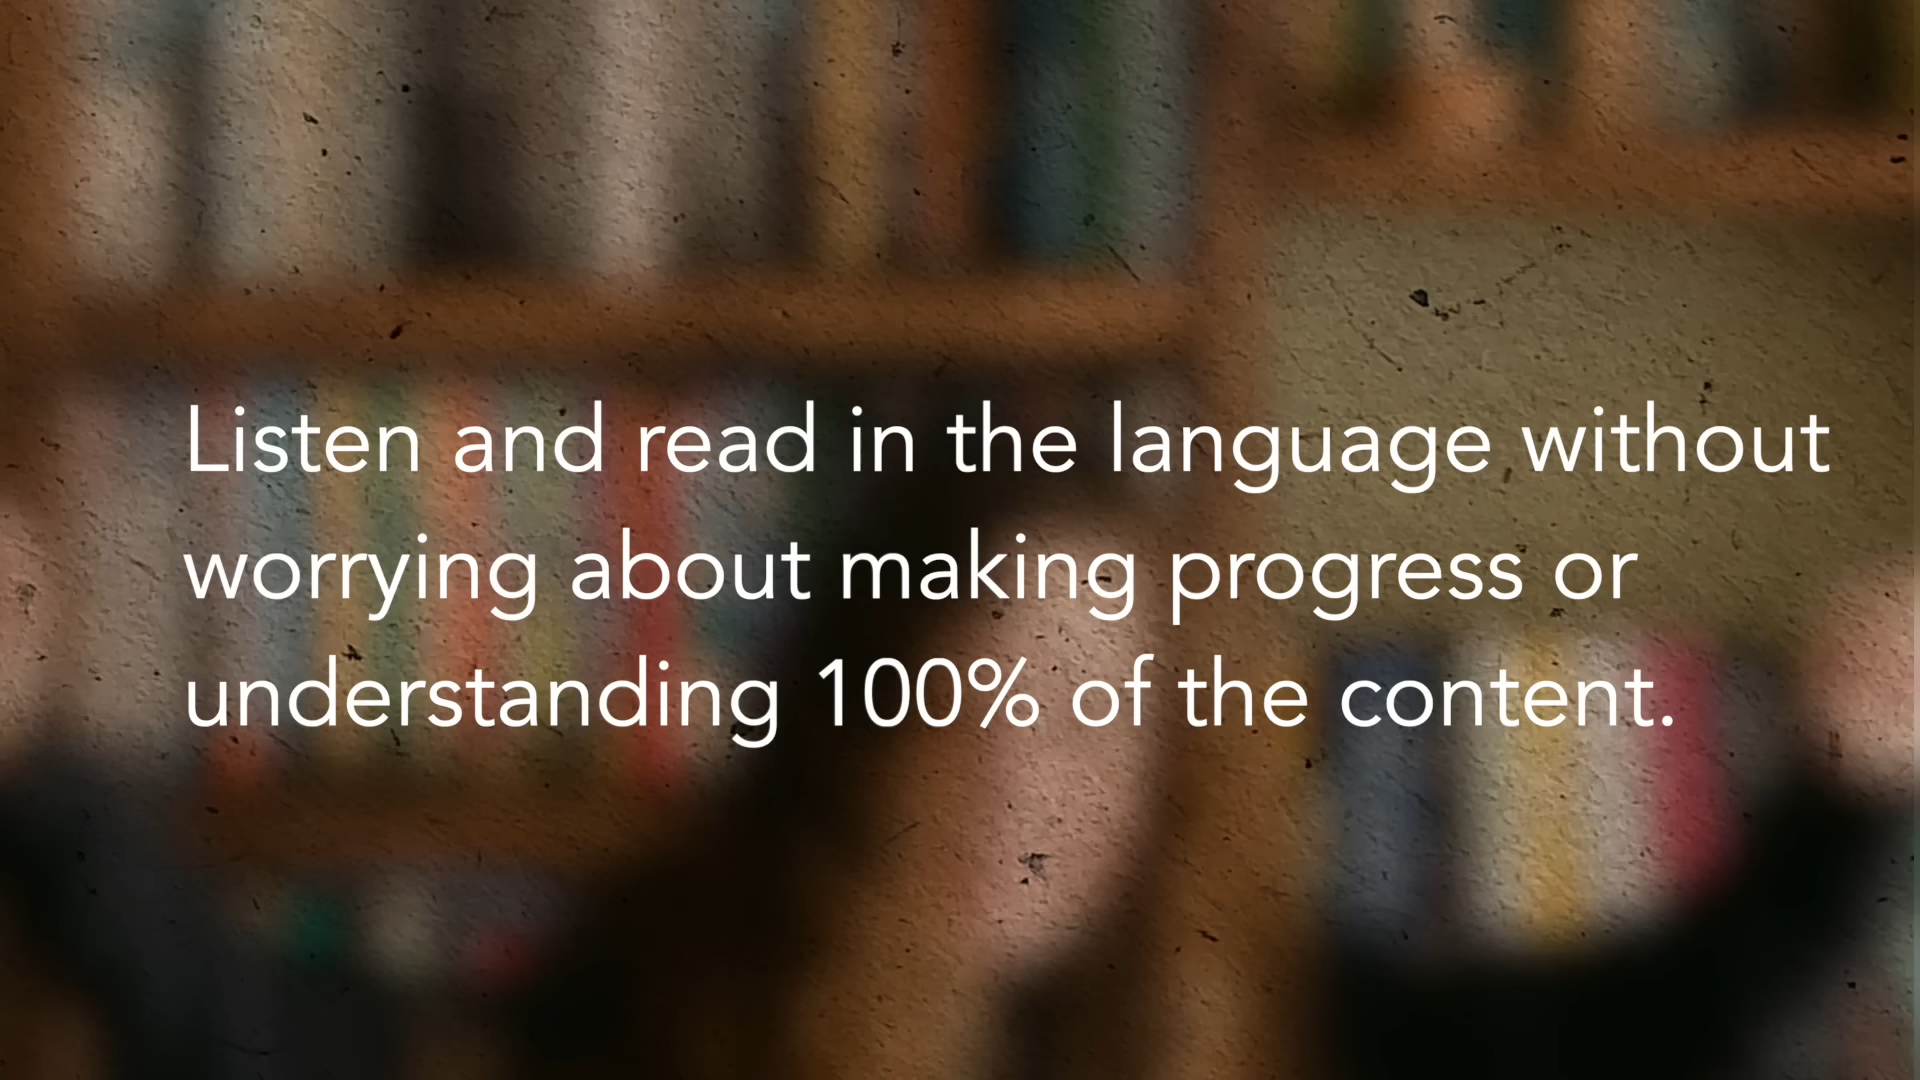 Listen and read in the language without
worrying about making progress or
understanding 100% of the content.